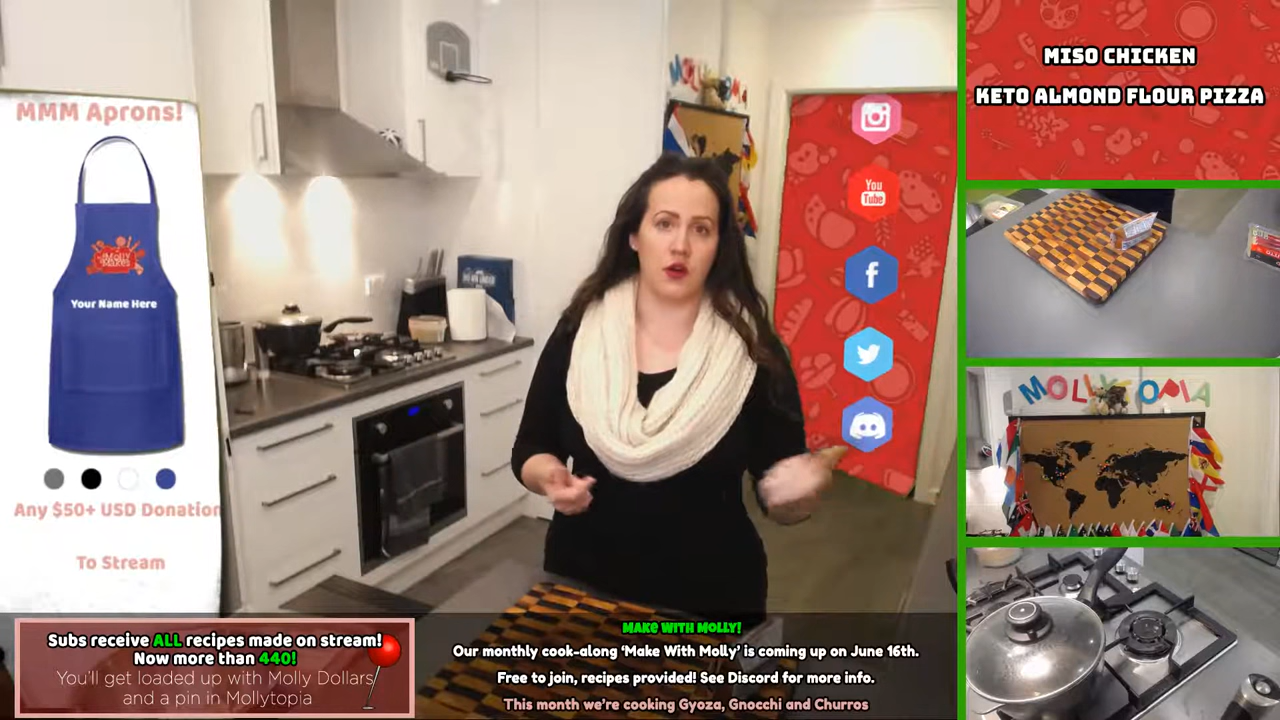 MMM Aprons!
Molly Makes
Your Name Here
Any $50+ USD Donation
To Stream
You Tube
MISO CHICKEN
KETO ALMOND FLOUR PIZZA
MOLLYTOPIA
Subs receive ALL recipes made on stream!
Now more than 440!
You'll get loaded up with Molly Dollars
and a pin in Mollytopia
MAKE WITH MOLLY!
Our monthly cook-along 'Make With Molly' is coming up on June 16th.
Free to join, recipes provided! See Discord for more info.
This month we're cooking Gyoza, Gnocchi and Churros